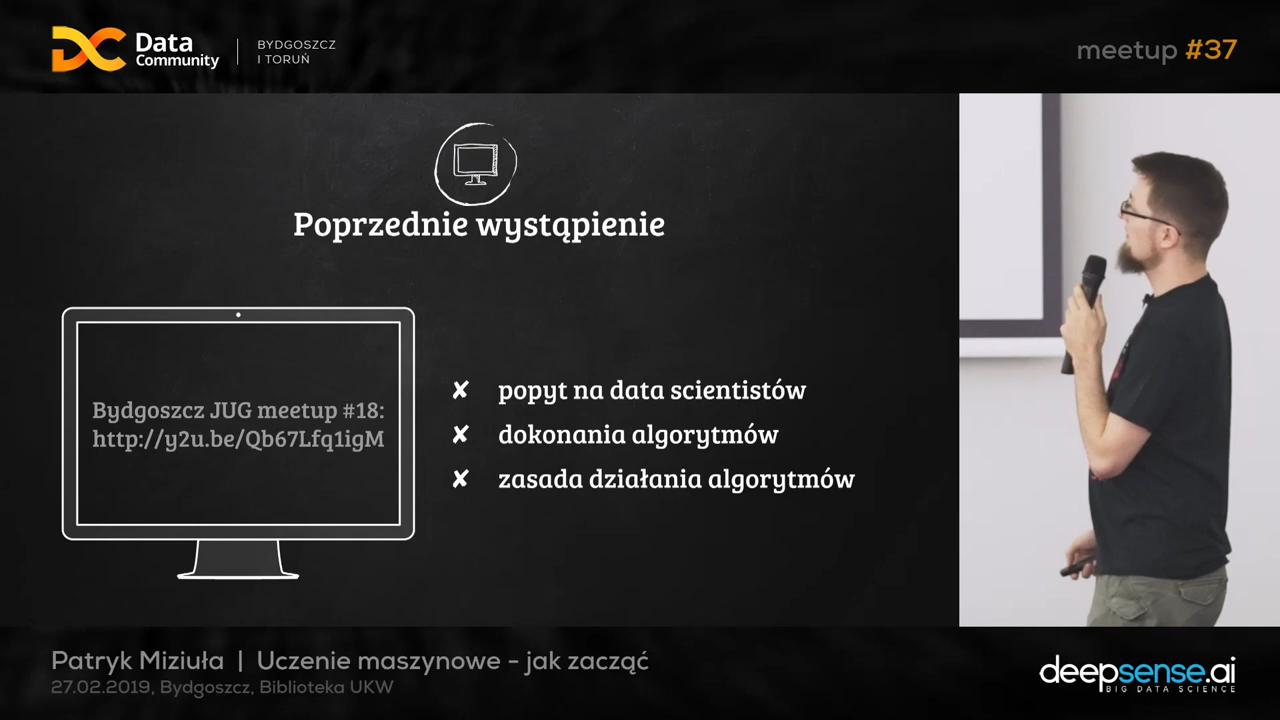 DC Data Community
BYDGOSZCZ
I TORUŃ
meetup #37
Poprzednie wystąpienie
Bydgoszcz JUG meetup #18:
http://y2u.be/Qb67Lfq1igM
✘ popyt na data scientistów
✘ dokonania algorytmów
✘ zasada działania algorytmów
Patryk Miziuła | Uczenie maszynowe - jak zacząć
27.02.2019, Bydgoszcz, Biblioteka UKW
deepsense.ai
BIG DATA SCIENCE